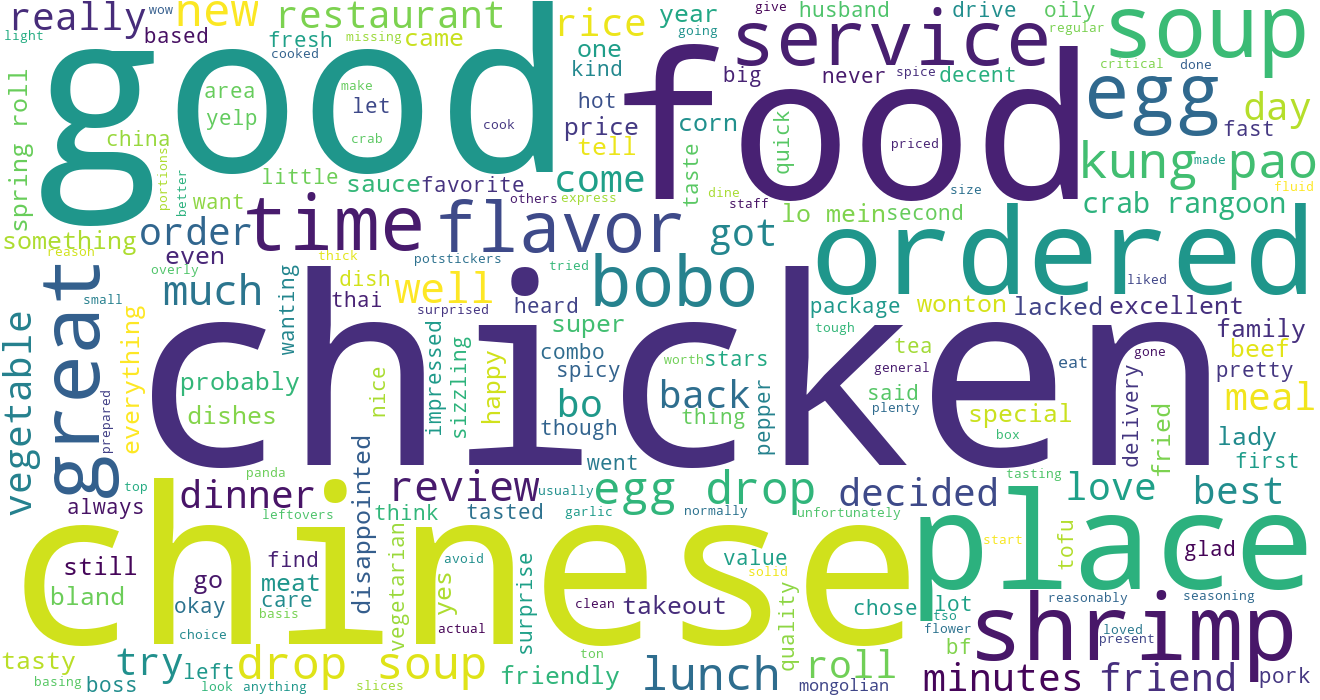 really
wow
new
restaurant
rice
year
give
husband
drive
oily
soup
light
based
fresh
missing
came
one
going
service
regular
good
cooked
kind
food
big
never
spice
decent
critical
done
egg
area
make
let
hot
day
yelp
cook
price
corn
quick
priced
fast
china
crab
tell
kung pao
made
spring roll
portions
better
little
sauce
favorite
come
taste
dine
size
fluid
want
others
express
staff
crab rangoon
something
order
time
flavor
got
lo mein
second
ordered
reason
even
potstickers
overly
thick
tried
bobo
liked
great
small
much
wanting
dish
well
thai
surprised
heard
package
wonton
lacked
excellent
vegetable
everything
chicken
super
tough
family
impressed
sizzling
happy
combo
worth
stars
tea
gone
beef
probably
nice
spicy
general
eat
pretty
prepared
dishes
bo
back
said
delivery
meal
thing
pepper
plenty
special
though
box
fried
lady
disappointed
went
first
panda
tasting
top
dinner
review
usually
egg drop
decided
love
best
always
leftovers
think
tasted
garlic
normally
unfortunately
chinese
place
start
still
find
vegetarian
avoid
value
tofu
glad
go
meat
yes
surprise
solid
bland
care
okay
clean
takeout
quality
chose
lot
reasonably
seasoning
basis
tso
choice
actual
flower
shrimp
loved
present
tasty
try
left
drop soup
ton
bf
basing
boss
look
anything
slices
friendly
lunch
roll
mongolian
minutes
friend
pork